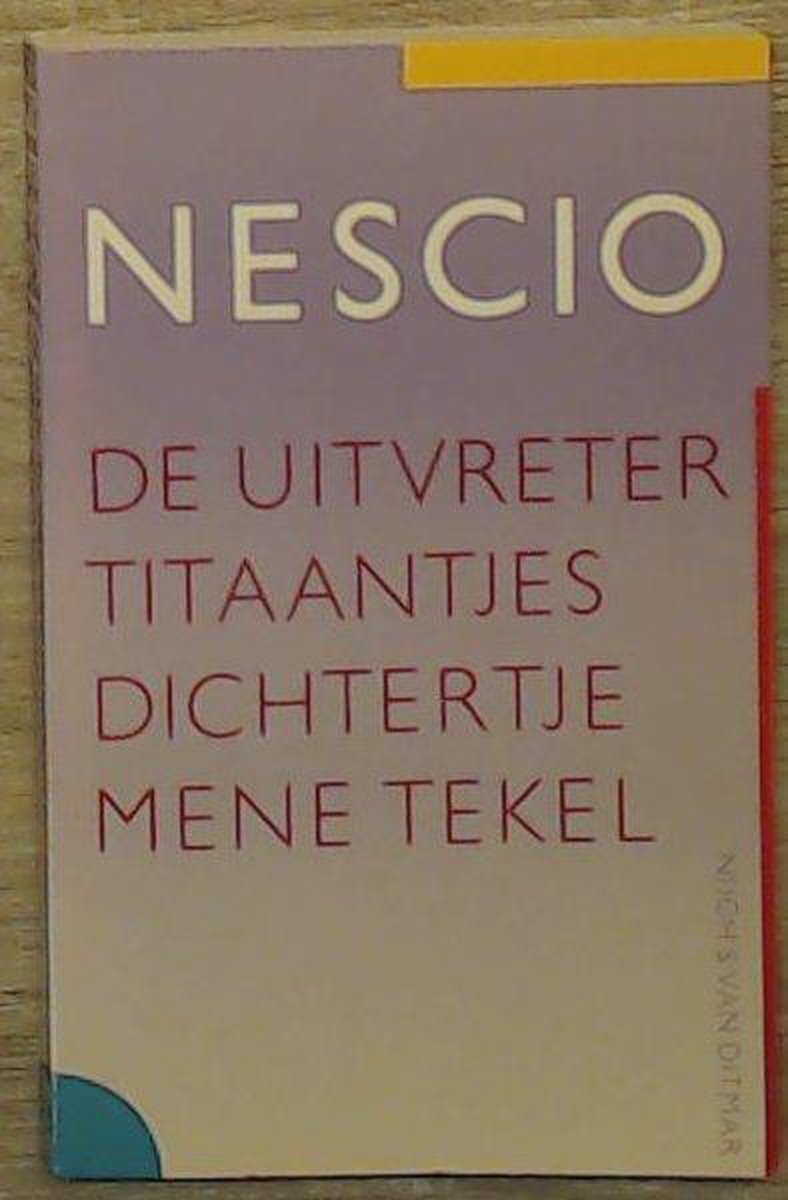 NESCIO
DE UITVRETER
TITAANTJES
DICHTERTJE
MENE TEKEL
NIJGH & VAN DITMAR